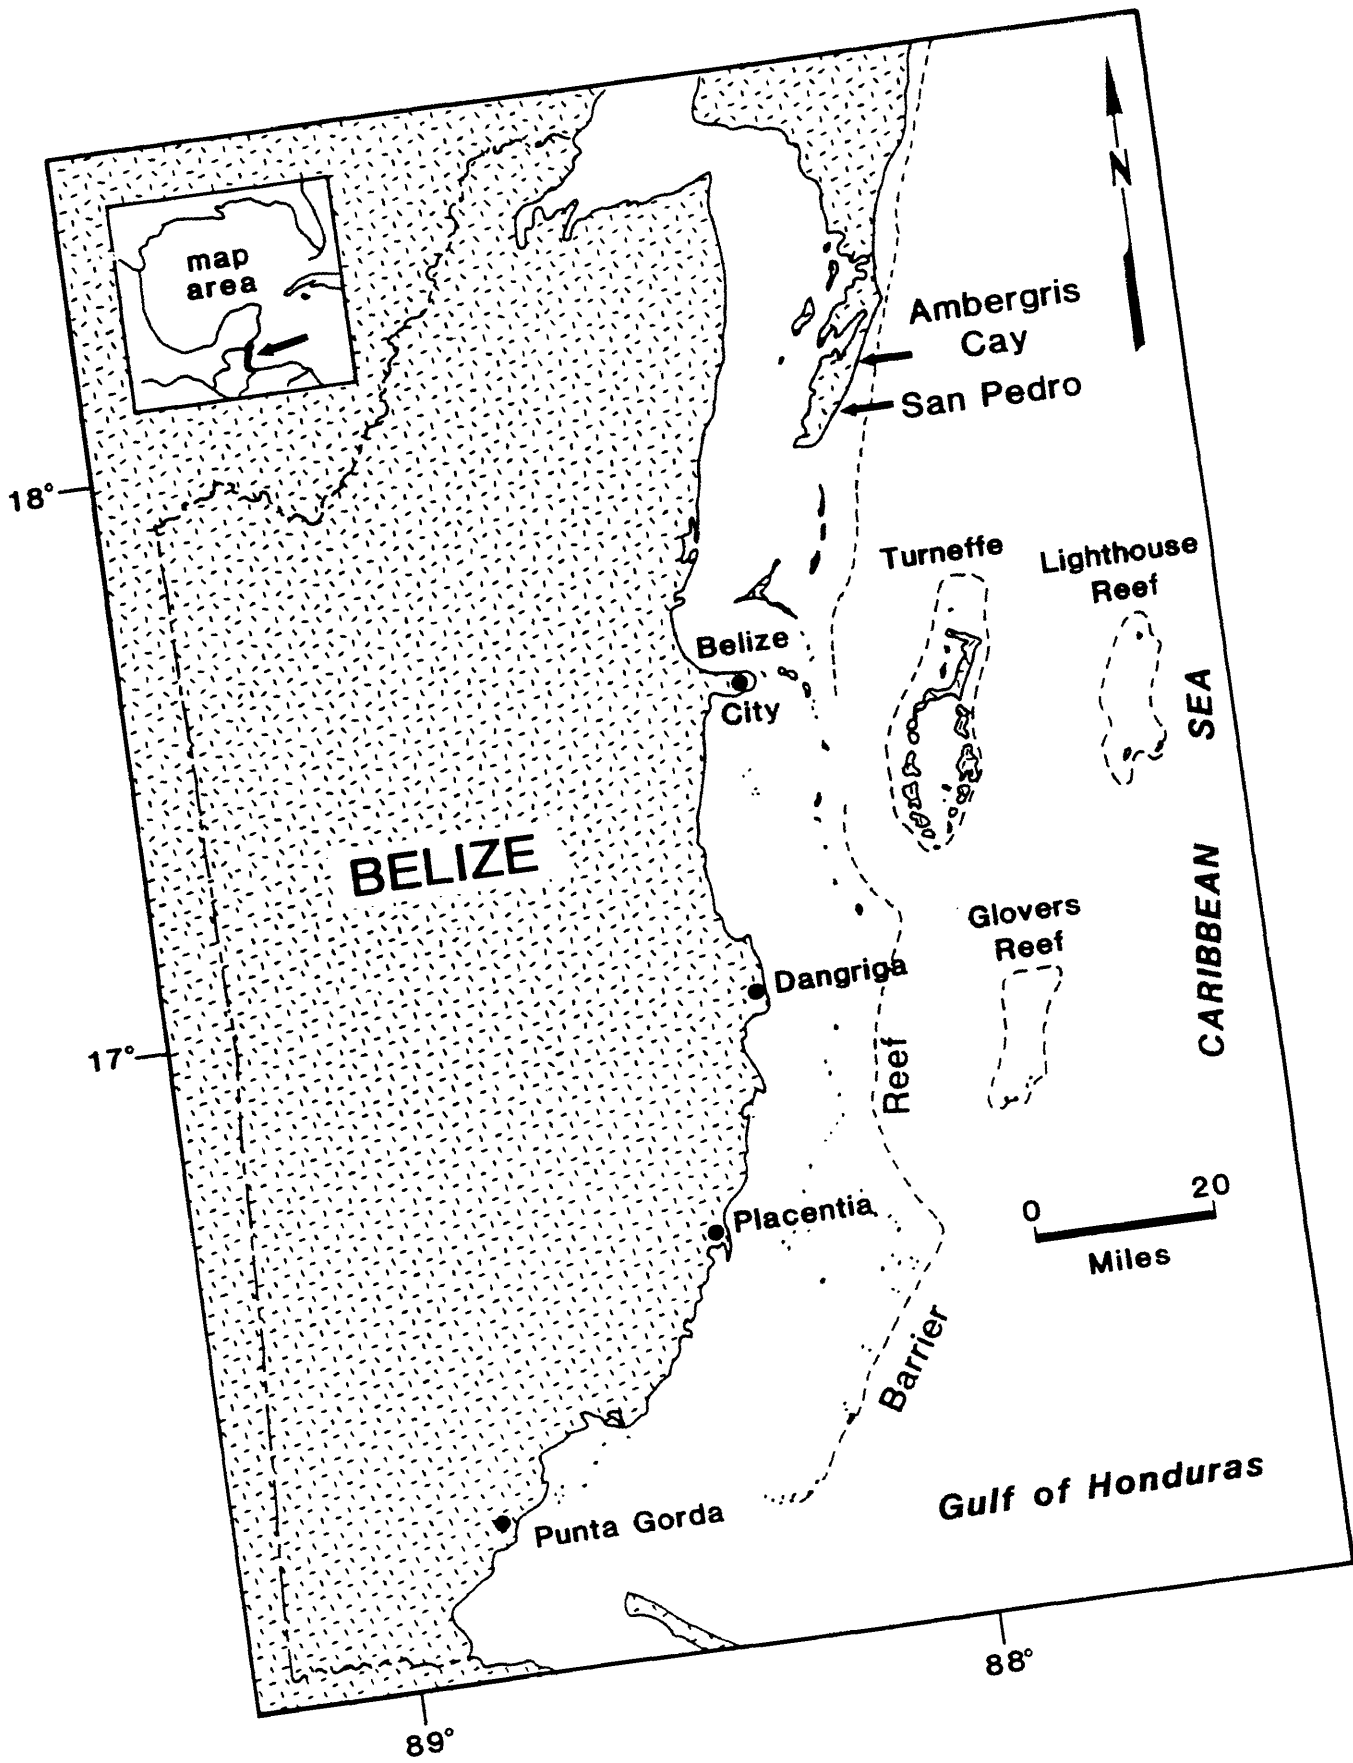 N
map
area
Ambergris
Cay
San Pedro
18°
Turneffe
Lighthouse
Reef
Belize
City
SEA
BELIZE
CARIBBEAN
Glovers
Reef
Dangriga
17°
Reef
0 20
Miles
Placentia
Barrier
Gulf of Honduras
Punta Gorda
88°
89°